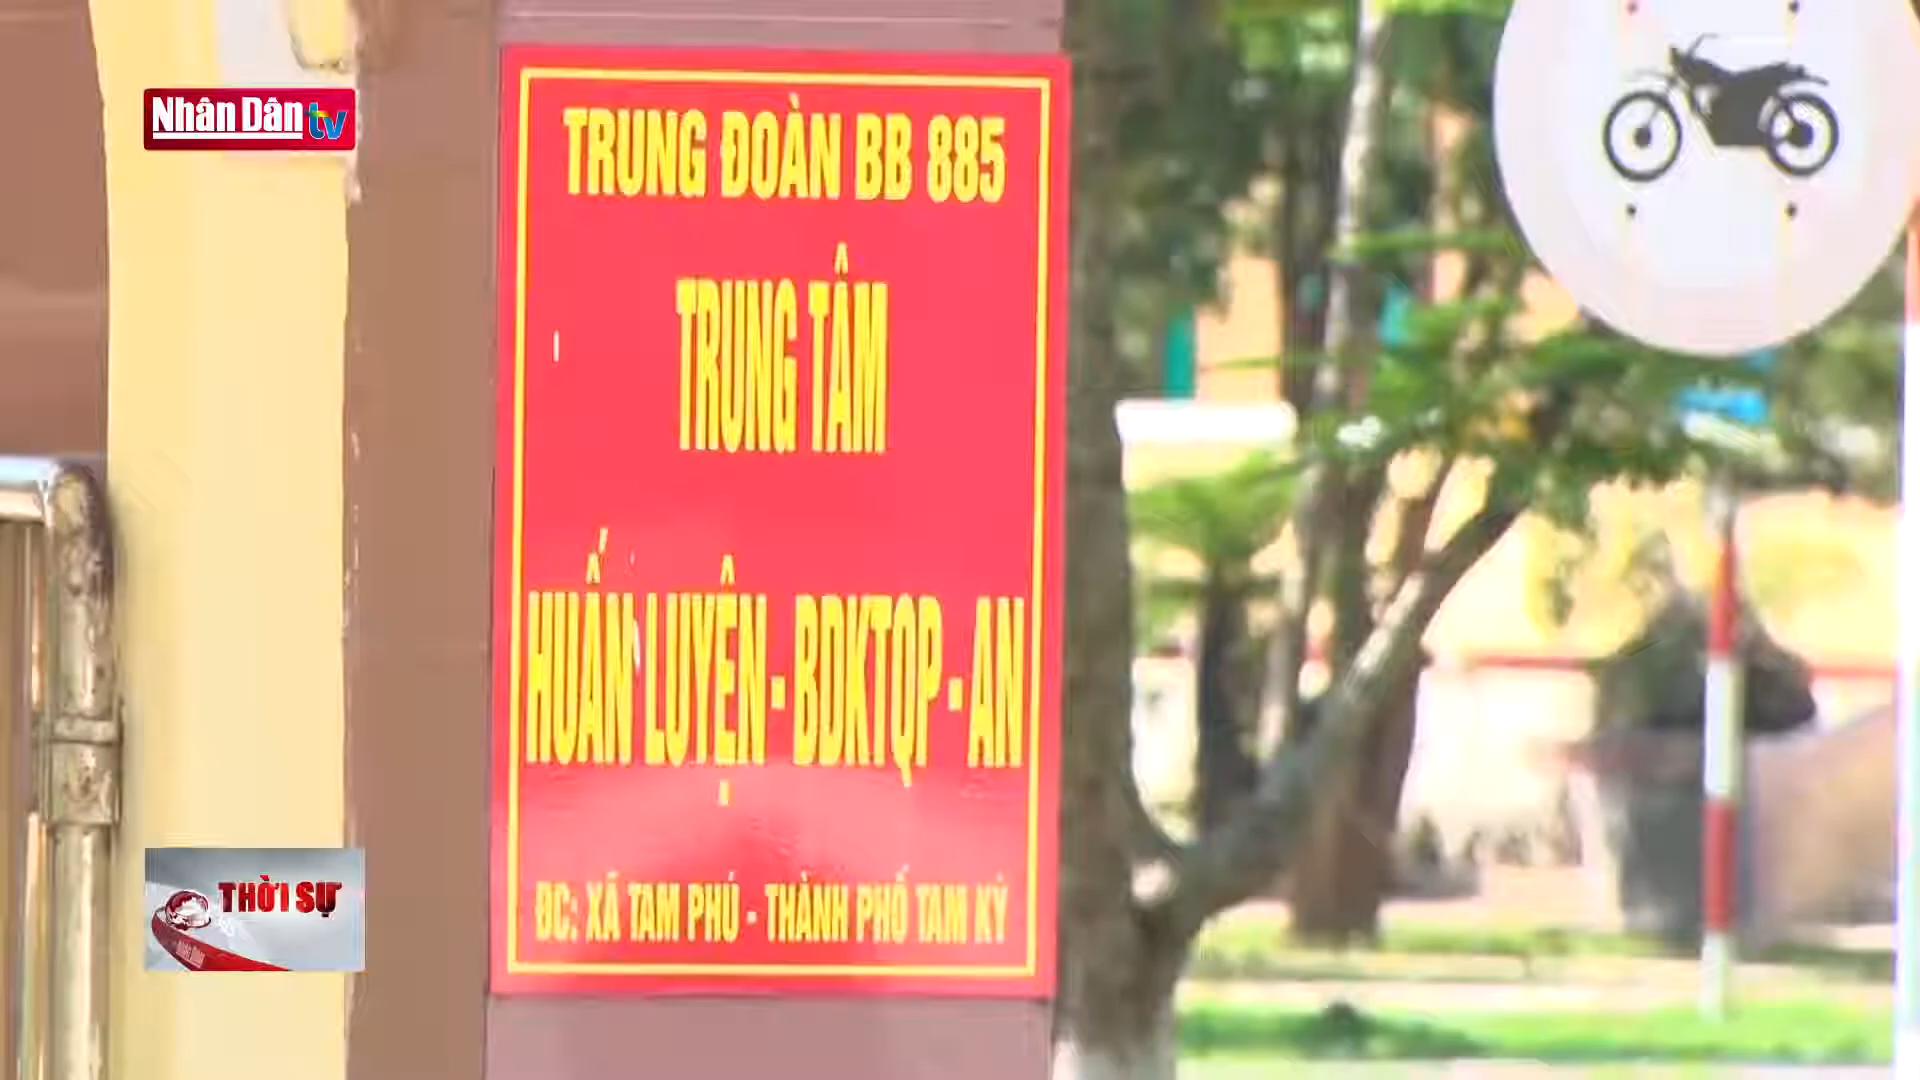 Nhân Dân tv
TRUNG ĐOÀN BB 885
TRUNG TÂM
HUẤN LUYỆN - BDKTQP - AN
ĐC: XÃ TAM PHÚ - THÀNH PHỐ TAM KỲ
THỜI SỰ